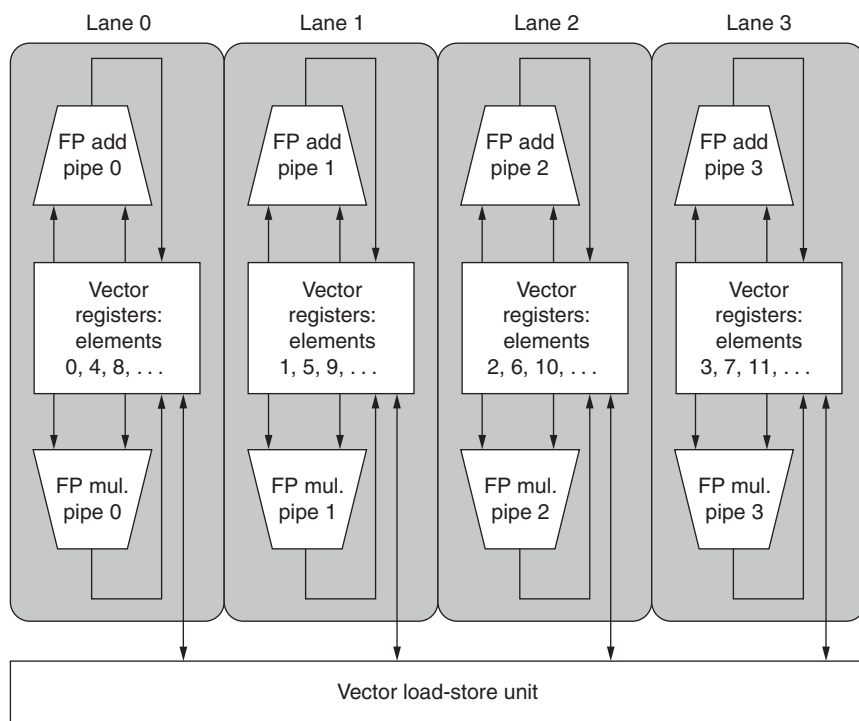 Lane 0
Lane 1
Lane 2
Lane 3
FP add
pipe 0
FP add
pipe 1
FP add
pipe 2
FP add
pipe 3
Vector
registers:
elements
0, 4, 8, . . .
Vector
registers:
elements
1, 5, 9, . . .
Vector
registers:
elements
2, 6, 10, . . .
Vector
registers:
elements
3, 7, 11, . . .
FP mul.
pipe 0
FP mul.
pipe 1
FP mul.
pipe 2
FP mul.
pipe 3
Vector load-store unit